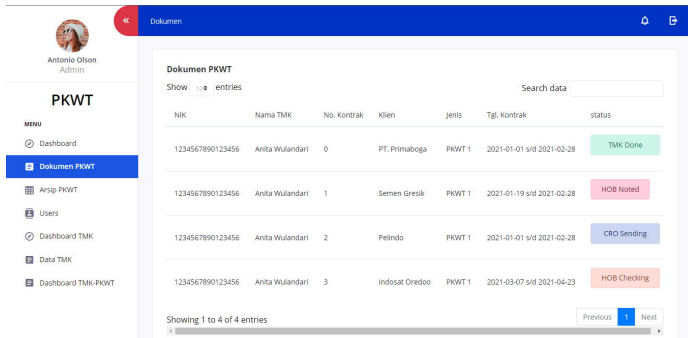 «
Dokumen
Antonio Olson
Admin
PKWT
MENU
Dashboard
Dokumen PKWT
Arsip PKWT
Users
Dashboard TMK
Data TMK
Dashboard TMK-PKWT
Dokumen PKWT
Show 10 entries
Search data
NIK Nama TMK No. Kontrak Klien Jenis Tgl. Kontrak status
1234567890123456 Anita Wulandari 0 PT. Primaboga PKWT 1 2021-01-01 s/d 2021-02-28 TMK Done
1234567890123456 Anita Wulandari 1 Semen Gresik PKWT 1 2021-01-19 s/d 2021-02-28 HOB Noted
1234567890123456 Anita Wulandari 2 Pelindo PKWT 1 2021-01-01 s/d 2021-02-28 CRO Sending
1234567890123456 Anita Wulandari 3 Indosat Oredoo PKWT 1 2021-03-07 s/d 2021-04-23 HOB Checking
Showing 1 to 4 of 4 entries
Previous 1 Next